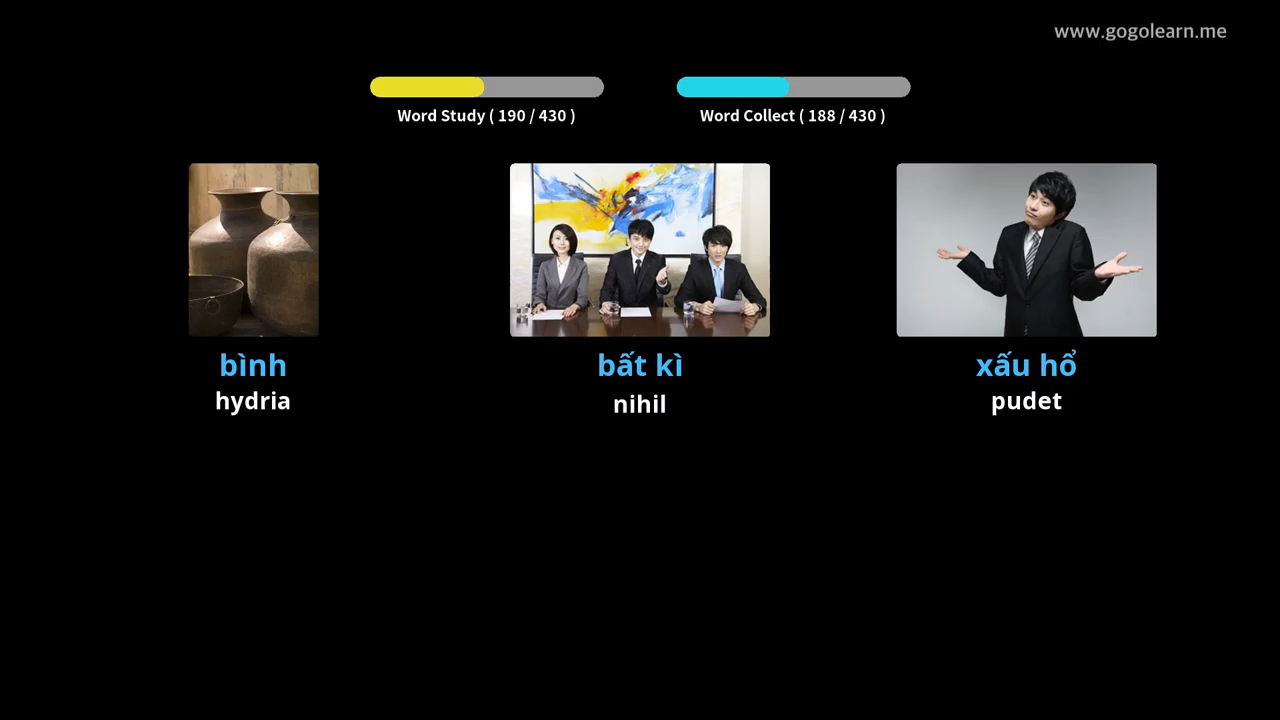 www.gogolearn.me
Word Study ( 190 / 430 )
Word Collect ( 188 / 430 )
bình
hydria
bất kì
nihil
xấu hổ
pudet